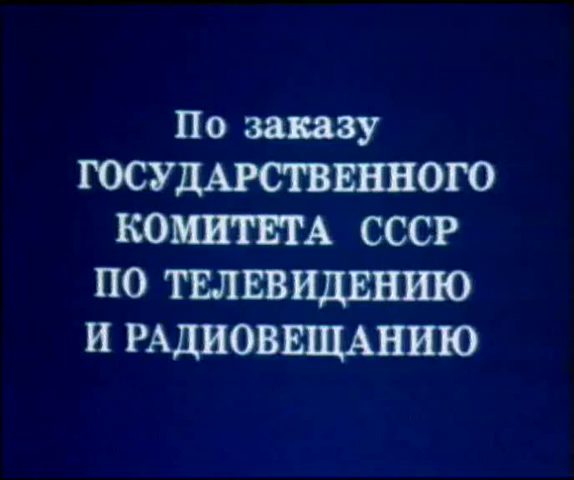 По заказу
ГОСУДАРСТВЕННОГО
КОМИТЕТА СССР
ПО ТЕЛЕВИДЕНИЮ
И РАДИОВЕЩАНИЮ